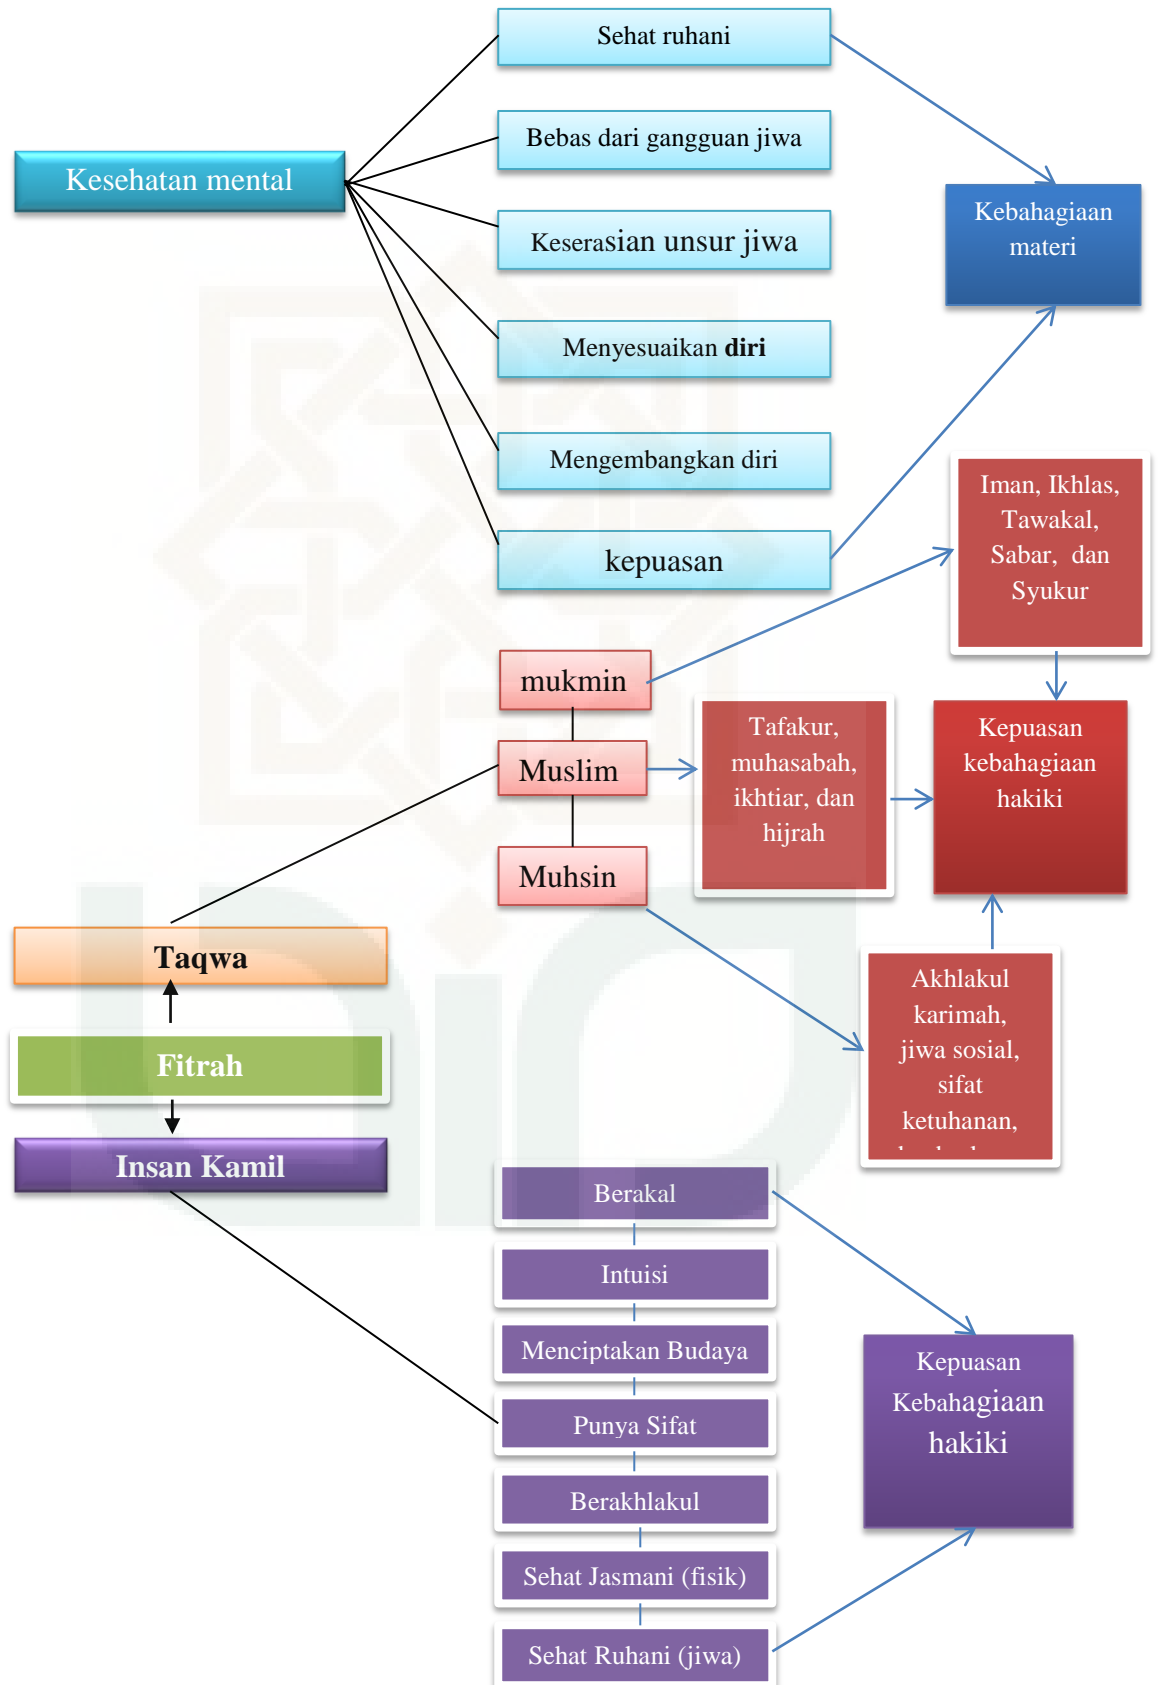 Kesehatan mental
Sehat ruhani
Bebas dari gangguan jiwa
Keserasian unsur jiwa
Menyesuaikan diri
Mengembangkan diri
kepuasan
Kebahagiaan
materi
mukmin
Muslim
Muhsin
Iman, Ikhlas,
Tawakal,
Sabar, dan
Syukur
Tafakur,
muhasabah,
ikhtiar, dan
hijrah
Kepuasan
kebahagiaan
hakiki
Akhlakul
karimah,
jiwa sosial,
sifat
ketuhanan,
Taqwa
Fitrah
Insan Kamil
Berakal
Intuisi
Menciptakan Budaya
Punya Sifat
Berakhlakul
Sehat Jasmani (fisik)
Sehat Ruhani (jiwa)
Kepuasan
Kebahagiaan
hakiki